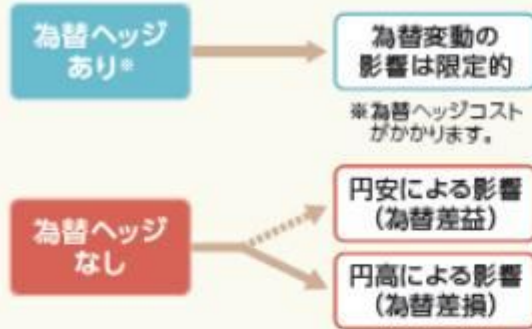 為替ヘッジ
あり※
為替変動の
影響は限定的
※為替ヘッジコスト
がかかります。
為替ヘッジ
なし
円安による影響
（為替差益）
円高による影響
（為替差損）